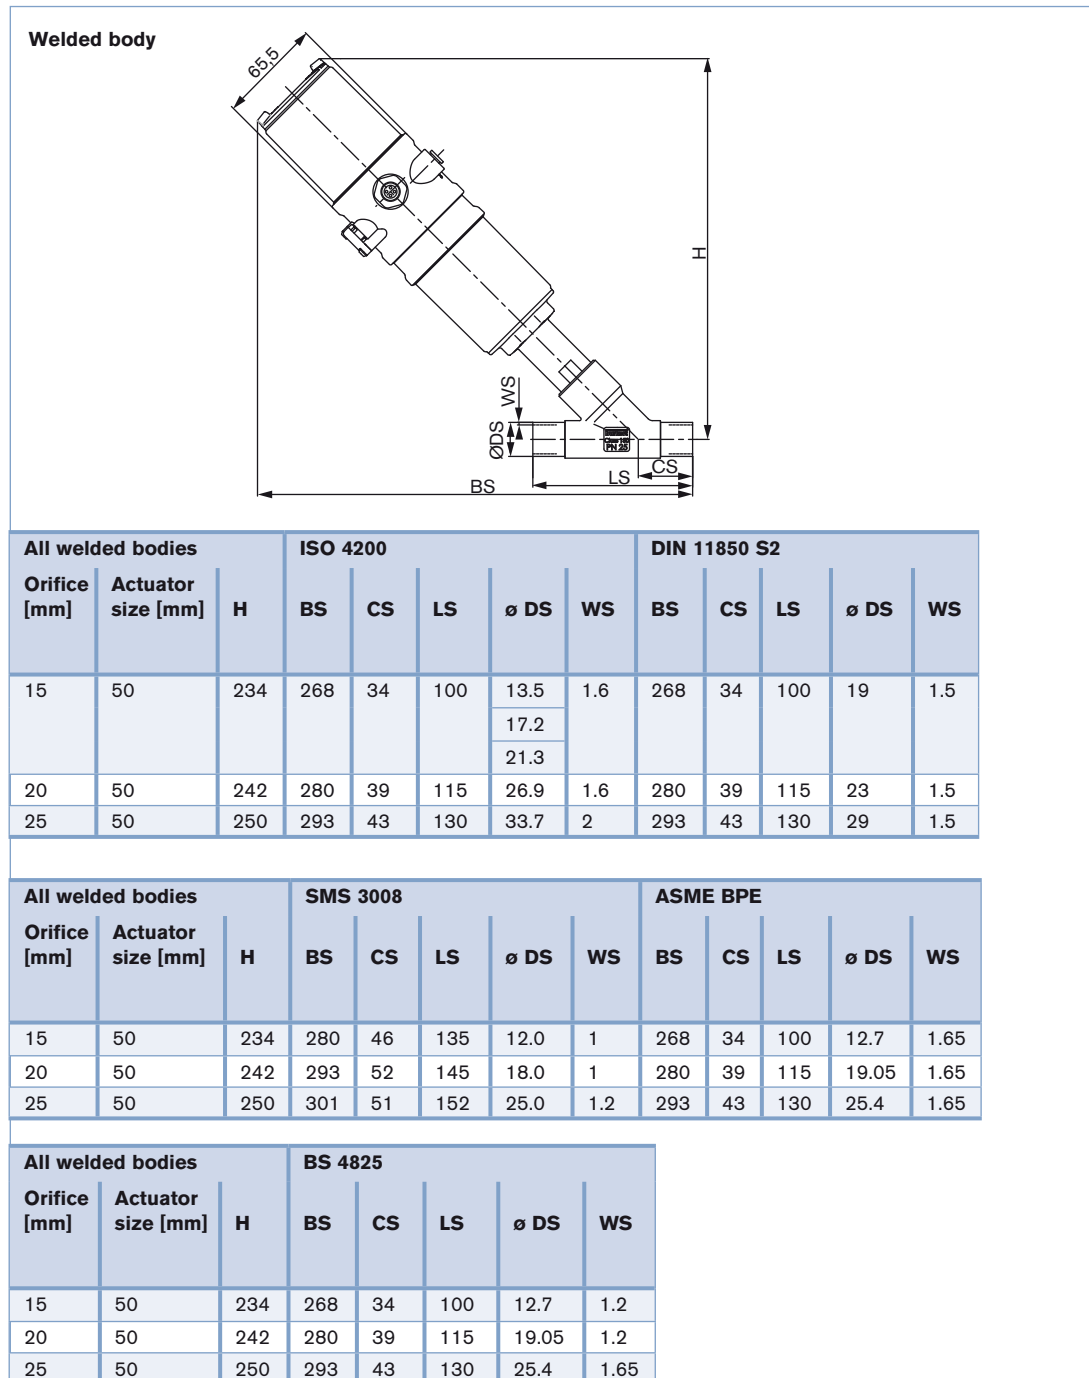 Welded body
65,5
H
WS
ØDS
PN 25
CS
LS
BS
All welded bodies ISO 4200 DIN 11850 S2
Orifice [mm] Actuator size [mm] H BS CS LS ø DS WS BS CS LS ø DS WS
15 50 234 268 34 100 13.5 1.6 268 34 100 19 1.5
17.2
21.3
20 50 242 280 39 115 26.9 1.6 280 39 115 23 1.5
25 50 250 293 43 130 33.7 2 293 43 130 29 1.5
All welded bodies SMS 3008 ASME BPE
Orifice [mm] Actuator size [mm] H BS CS LS ø DS WS BS CS LS ø DS WS
15 50 234 280 46 135 12.0 1 268 34 100 12.7 1.65
20 50 242 293 52 145 18.0 1 280 39 115 19.05 1.65
25 50 250 301 51 152 25.0 1.2 293 43 130 25.4 1.65
All welded bodies BS 4825
Orifice [mm] Actuator size [mm] H BS CS LS ø DS WS
15 50 234 268 34 100 12.7 1.2
20 50 242 280 39 115 19.05 1.2
25 50 250 293 43 130 25.4 1.65